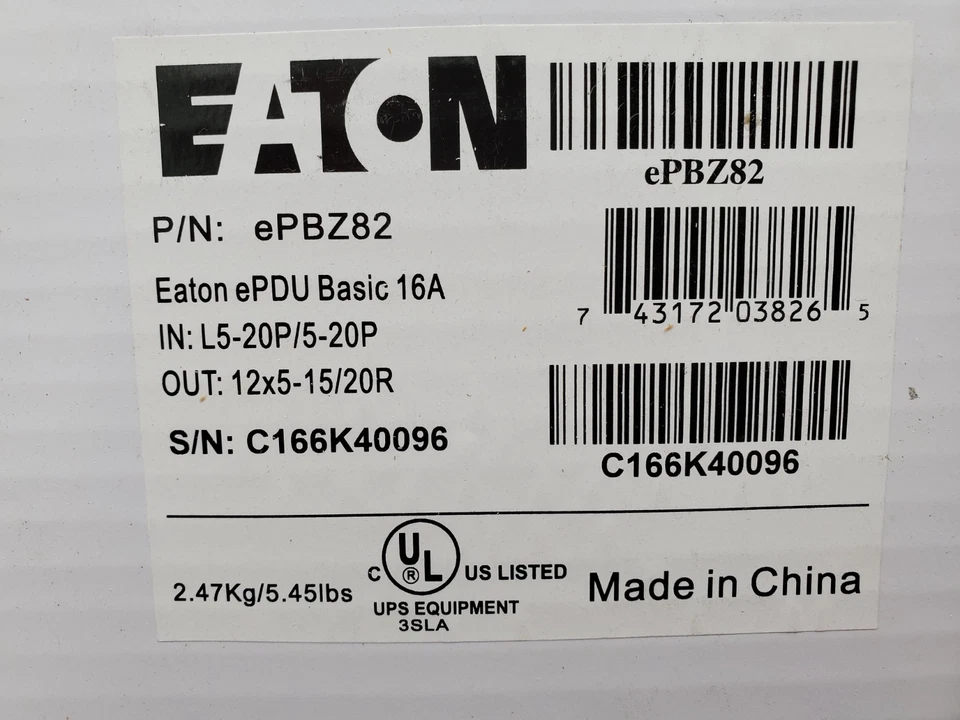 EATON
ePBZ82
P/N: ePBZ82
Eaton ePDU Basic 16A
IN: L5-20P/5-20P
OUT: 12x5-15/20R
7 43172 03826 5
S/N: C166K40096
C166K40096
2.47Kg/5.45lbs
C UL ® US LISTED
UPS EQUIPMENT
3SLA
Made in China